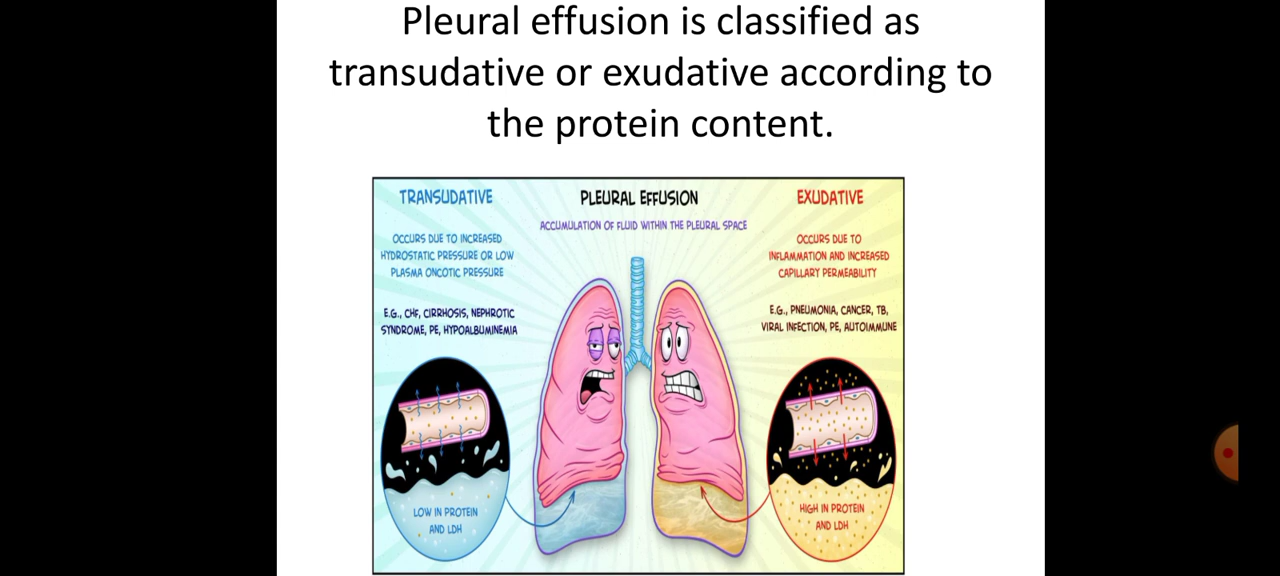 Pleural effusion is classified as
transudative or exudative according to
the protein content.
TRANSUDATIVE
OCCURS DUE TO INCREASED
HYDROSTATIC PRESSURE OR LOW
PLASMA ONCOTIC PRESSURE
E.G., CHF, CIRRHOSIS, NEPHROTIC
SYNDROME, PE, HYPOALBUMINEMIA
LOW IN PROTEIN
AND LDH
PLEURAL EFFUSION
ACCUMULATION OF FLUID WITHIN THE PLEURAL SPACE
EXUDATIVE
OCCURS DUE TO
INFLAMMATION AND INCREASED
CAPILLARY PERMEABILITY
E.G., PNEUMONIA, CANCER, TB,
VIRAL INFECTION, PE, AUTOIMMUNE
HIGH IN PROTEIN
AND LDH